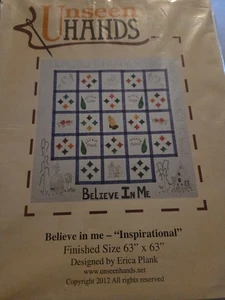 Unseen
HANDS
BELIEVE IN ME
Believe in me – “Inspirational”
Finished Size 63” x 63”
Designed by Erica Plank
www.unseenhands.net
Copyright 2012 All rights reserved